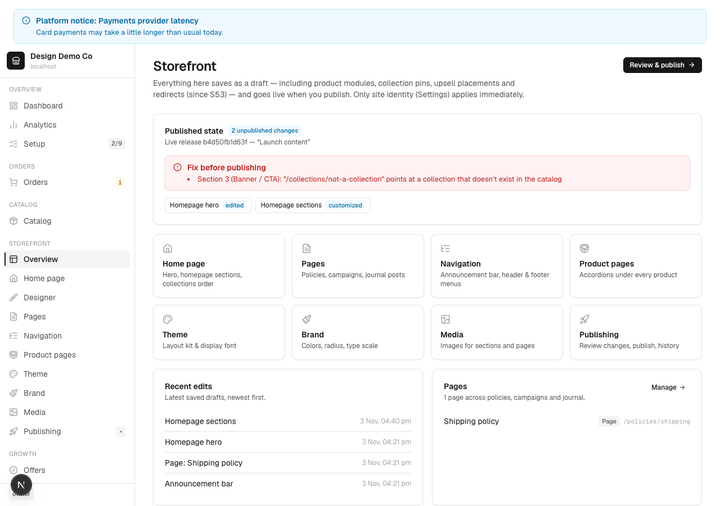 Platform notice: Payments provider latency
Card payments may take a little longer than usual today.
Design Demo Co
localhost
OVERVIEW
Dashboard
Analytics
Setup 2/9
ORDERS
Orders 1
CATALOG
Catalog
STOREFRONT
Overview
Home page
Designer
Pages
Navigation
Product pages
Theme
Brand
Media
Publishing
GROWTH
Offers
N
Storefront
Review & publish →
Everything here saves as a draft — including product modules, collection pins, upsell placements and
redirects (since S53) — and goes live when you publish. Only site identity (Settings) applies immediately.
Published state 2 unpublished changes
Live release b4d50fb1d63f — “Launch content”
Fix before publishing
• Section 3 (Banner / CTA): "/collections/not-a-collection" points at a collection that doesn't exist in the catalog
Homepage hero edited Homepage sections customized
Home page
Hero, homepage sections,
collections order
Pages
Policies, campaigns, journal posts
Navigation
Announcement bar, header & footer
menus
Product pages
Accordions under every product
Theme
Layout kit & display font
Brand
Colors, radius, type scale
Media
Images for sections and pages
Publishing
Review changes, publish, history
Recent edits
Latest saved drafts, newest first.
Homepage sections 3 Nov, 04:40 pm
Homepage hero 3 Nov, 04:21 pm
Page: Shipping policy 3 Nov, 04:21 pm
Announcement bar 3 Nov, 04:21 pm
Pages Manage →
1 page across policies, campaigns and journal.
Shipping policy Page /policies/shipping